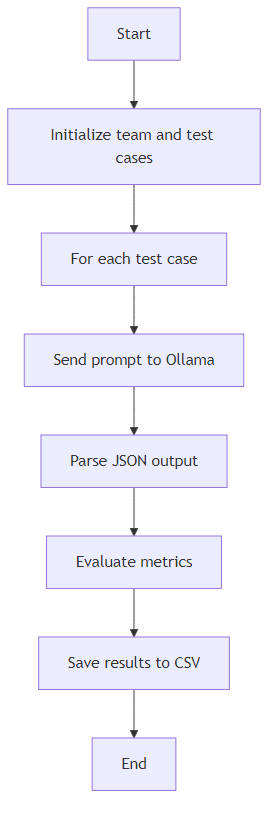 Start
Initialize team and test
cases
For each test case
Send prompt to Ollama
Parse JSON output
Evaluate metrics
Save results to CSV
End